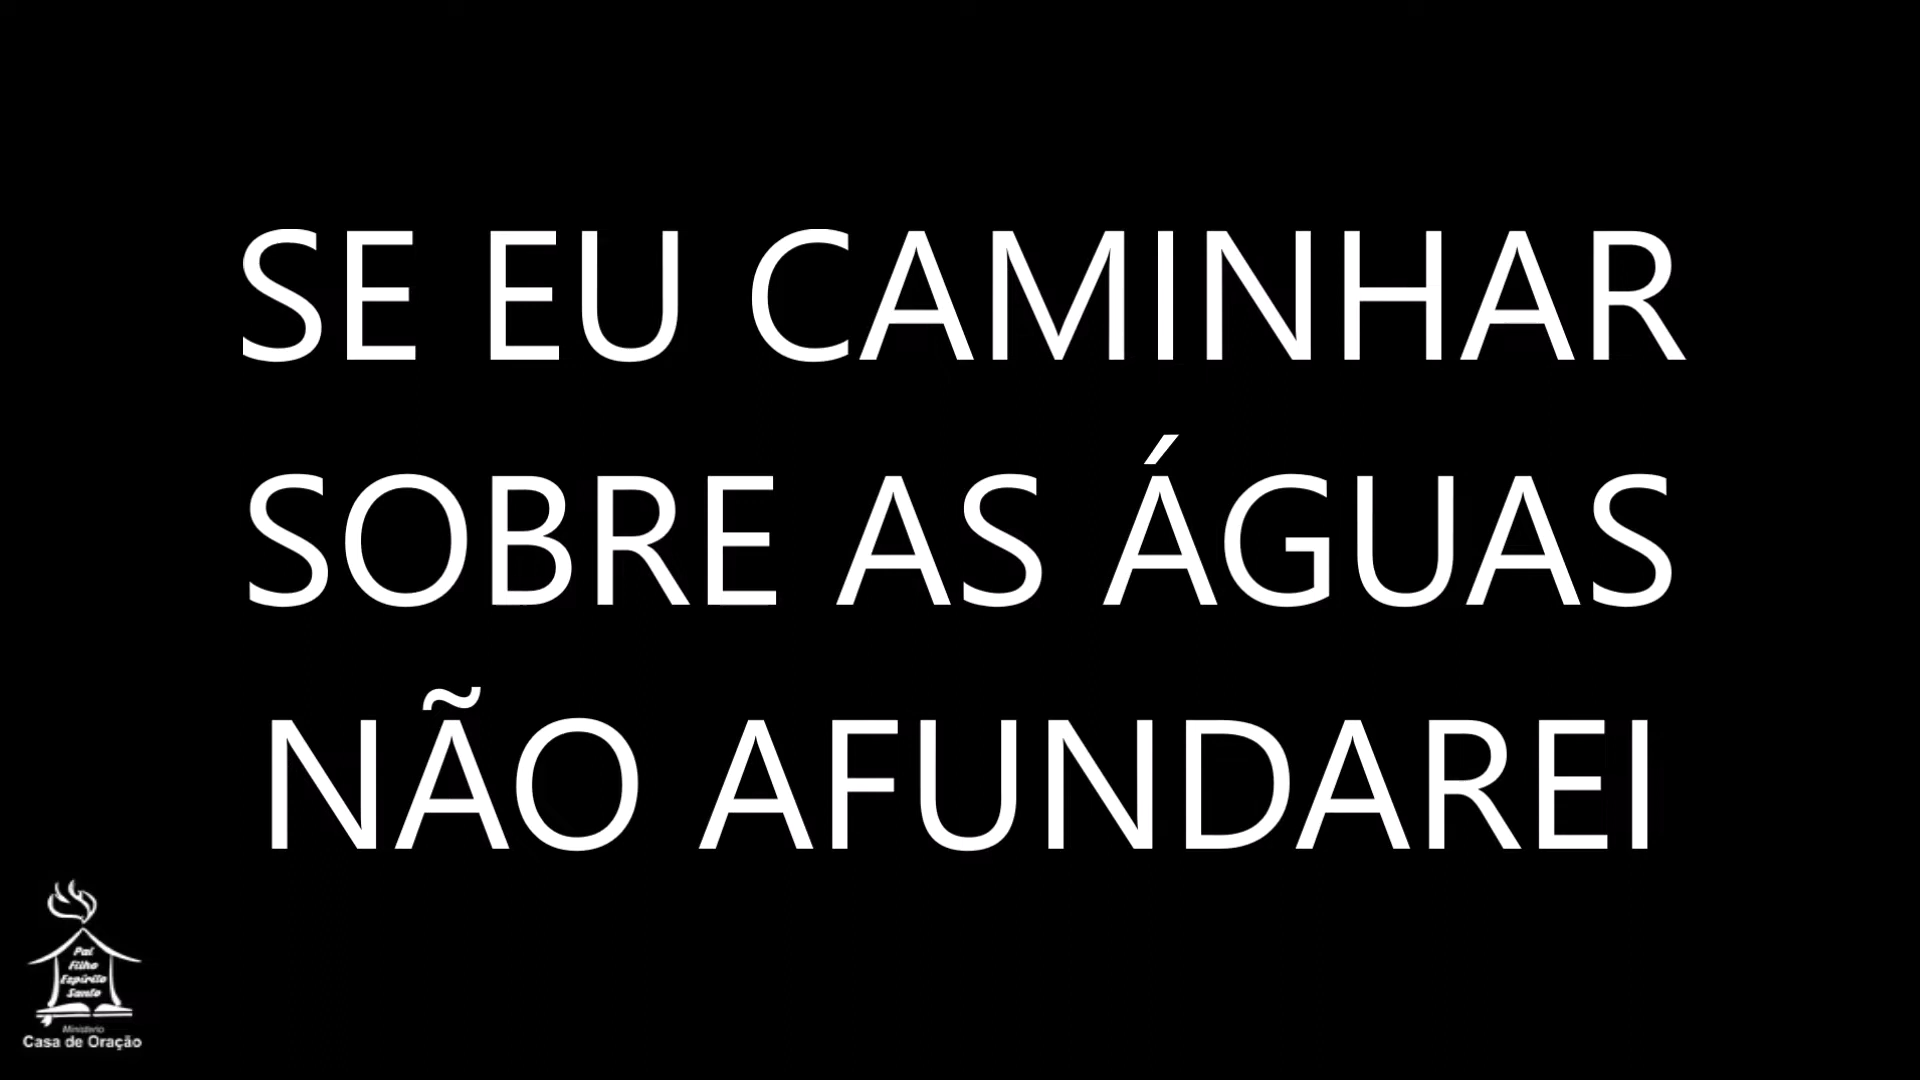 SE EU CAMINHAR
SOBRE AS ÁGUAS
NÃO AFUNDAREI
Pai
Filho
Espírito
Santo
Ministério
Casa de Oração